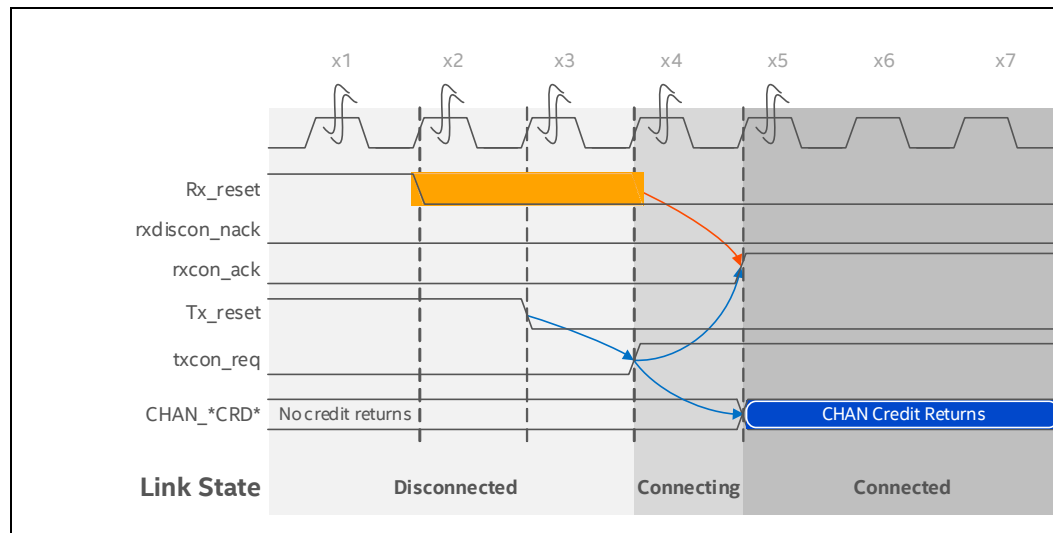 x1 x2 x3 x4 x5 x6 x7
Rx_reset
rxdiscon_nack
rxcon_ack
Tx_reset
txcon_req
CHAN_*CRD* No credit returns CHAN Credit Returns
Link State Disconnected Connecting Connected